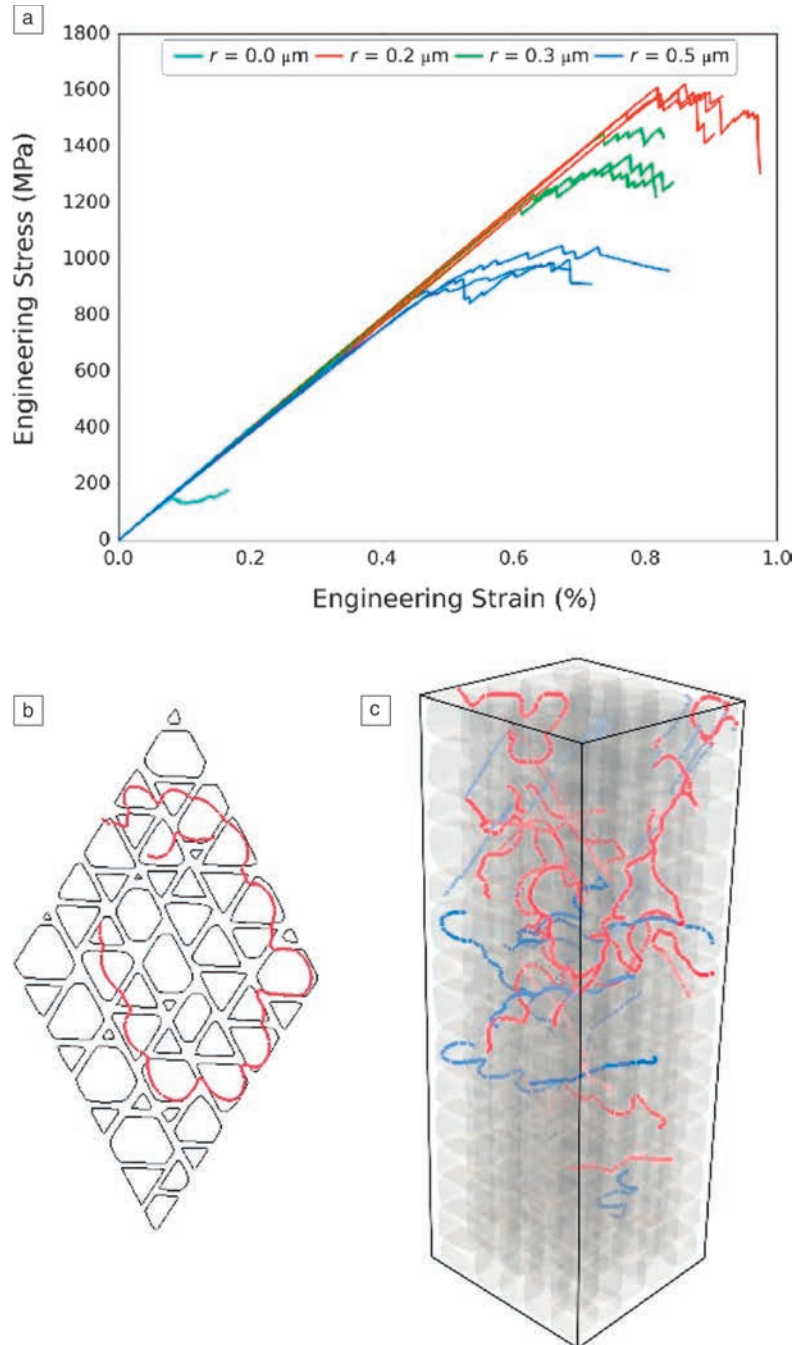 a
1800
r = 0.0 μm r = 0.2 μm r = 0.3 μm r = 0.5 μm
1600
1400
1200
1000
800
600
400
200
0
Engineering Stress (MPa)
0.0 0.2 0.4 0.6 0.8 1.0
Engineering Strain (%)
b
c